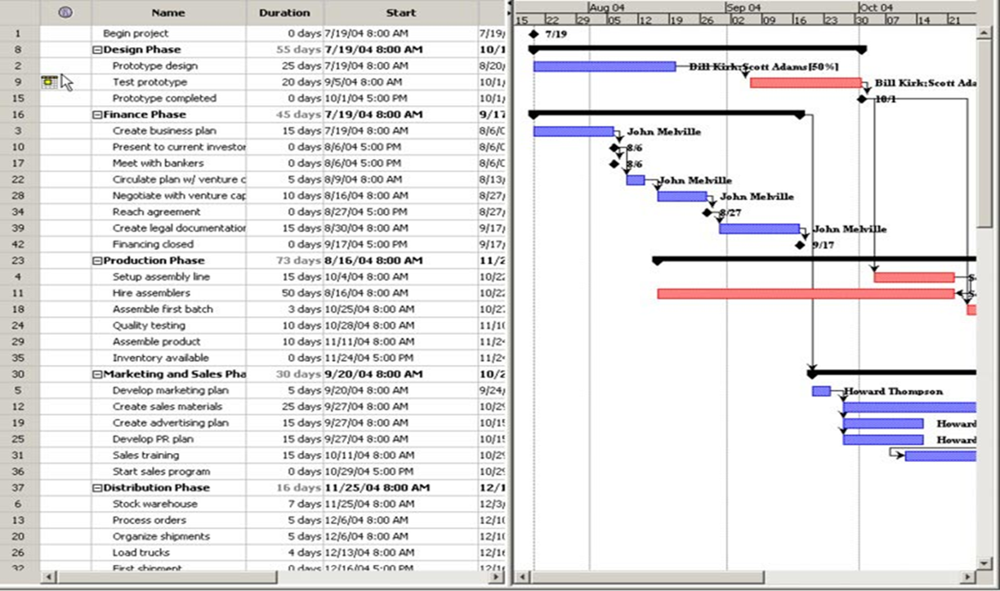 Name Duration Start
1 Begin project 0 days 7/19/04 8:00 AM 7/19/
8 Design Phase 55 days 7/19/04 8:00 AM 10/1
2 Prototype design 25 days 7/19/04 8:00 AM 8/20/
9 Test prototype 20 days 9/5/04 8:00 AM 10/1/
15 Prototype completed 0 days 10/1/04 5:00 PM 10/1/
16 Finance Phase 45 days 7/19/04 8:00 AM 9/17
3 Create business plan 15 days 7/19/04 8:00 AM 8/6/0
10 Present to current investor 0 days 8/6/04 5:00 PM 8/6/0
17 Meet with bankers 0 days 8/6/04 5:00 PM 8/6/0
22 Circulate plan w/ venture c 5 days 8/9/04 8:00 AM 8/13/
28 Negotiate with venture cap 10 days 8/16/04 8:00 AM 8/27/
34 Reach agreement 0 days 8/27/04 5:00 PM 8/27/
39 Create legal documentation 15 days 8/30/04 8:00 AM 9/17/
42 Financing closed 0 days 9/17/04 5:00 PM 9/17/
23 Production Phase 73 days 8/16/04 8:00 AM 11/2
4 Setup assembly line 15 days 10/4/04 8:00 AM 10/22
11 Hire assemblers 50 days 8/16/04 8:00 AM 10/22
18 Assemble first batch 3 days 10/25/04 8:00 AM 10/27
24 Quality testing 10 days 10/28/04 8:00 AM 11/10
29 Assemble product 10 days 11/11/04 8:00 AM 11/24
35 Inventory available 0 days 11/24/04 5:00 PM 11/24
30 Marketing and Sales Pha 30 days 9/20/04 8:00 AM 10/2
5 Develop marketing plan 5 days 9/20/04 8:00 AM 9/24/
12 Create sales materials 25 days 9/27/04 8:00 AM 10/29
19 Create advertising plan 15 days 9/27/04 8:00 AM 10/15
25 Develop PR plan 15 days 9/27/04 8:00 AM 10/15
31 Sales training 15 days 10/11/04 8:00 AM 10/29
36 Start sales program 0 days 10/29/04 5:00 PM 10/29
37 Distribution Phase 16 days 11/25/04 8:00 AM 12/1
6 Stock warehouse 7 days 11/25/04 8:00 AM 12/3/
13 Process orders 5 days 12/6/04 8:00 AM 12/10
20 Organize shipments 5 days 12/6/04 8:00 AM 12/10
26 Load trucks 4 days 12/13/04 8:00 AM 12/16
32 First shipment 0 days 12/16/04 5:00 PM 12/16
Aug 04 Sep 04 Oct 04
15 22 29 05 12 19 26 02 09 16 23 30 07 14 21
7/19
Bill Kirk;Scott Adams[50%]
Bill Kirk;Scott Ada
10/1
John Melville
8/6
8/6
John Melville
John Melville
8/27
John Melville
9/17
S
S
Howard Thompson
Howard
Howard